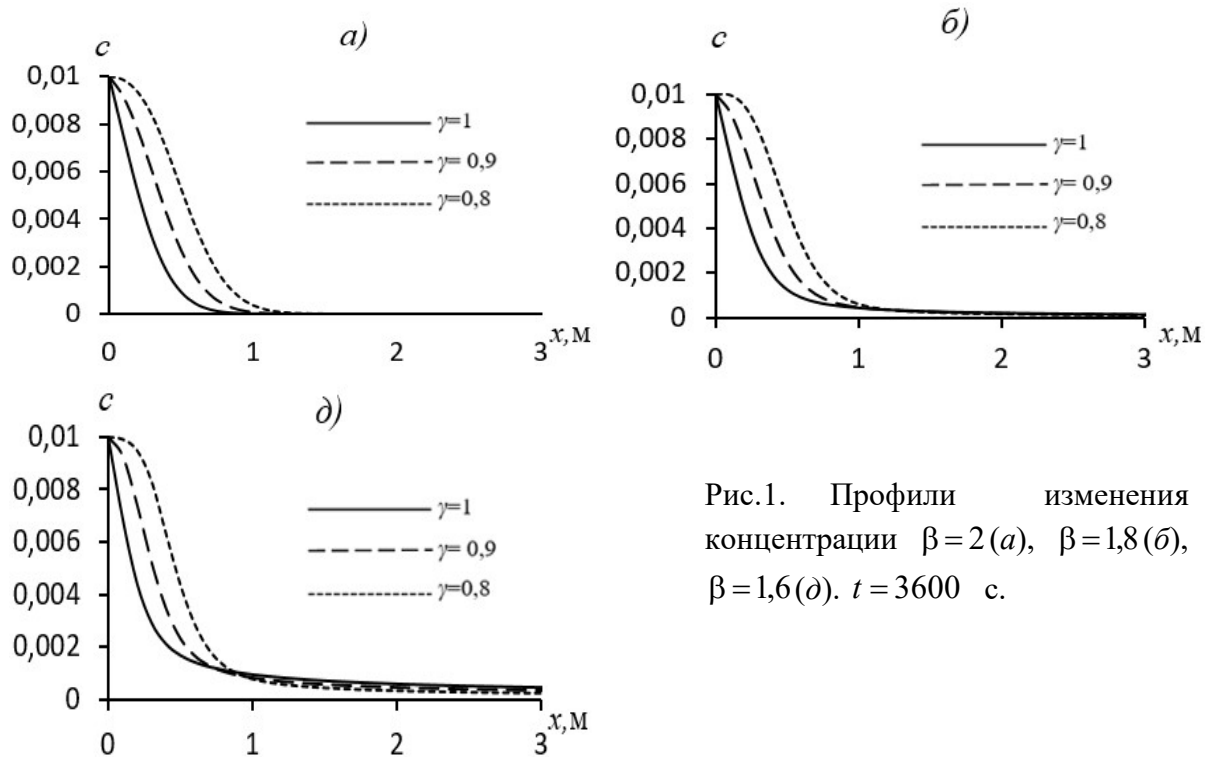 а)
c
0,01
0,008
0,006
0,004
0,002
0
0 1 2 3
x,м
γ=1
γ= 0,9
γ=0,8
б)
c
0,01
0,008
0,006
0,004
0,002
0
0 1 2 3
x,м
γ=1
γ= 0,9
γ=0,8
д)
c
0,01
0,008
0,006
0,004
0,002
0
0 1 2 3
x,м
γ=1
γ= 0,9
γ=0,8
Рис.1. Профили изменения
концентрации β = 2 (а), β = 1,8 (б),
β = 1,6 (д). t = 3600 с.